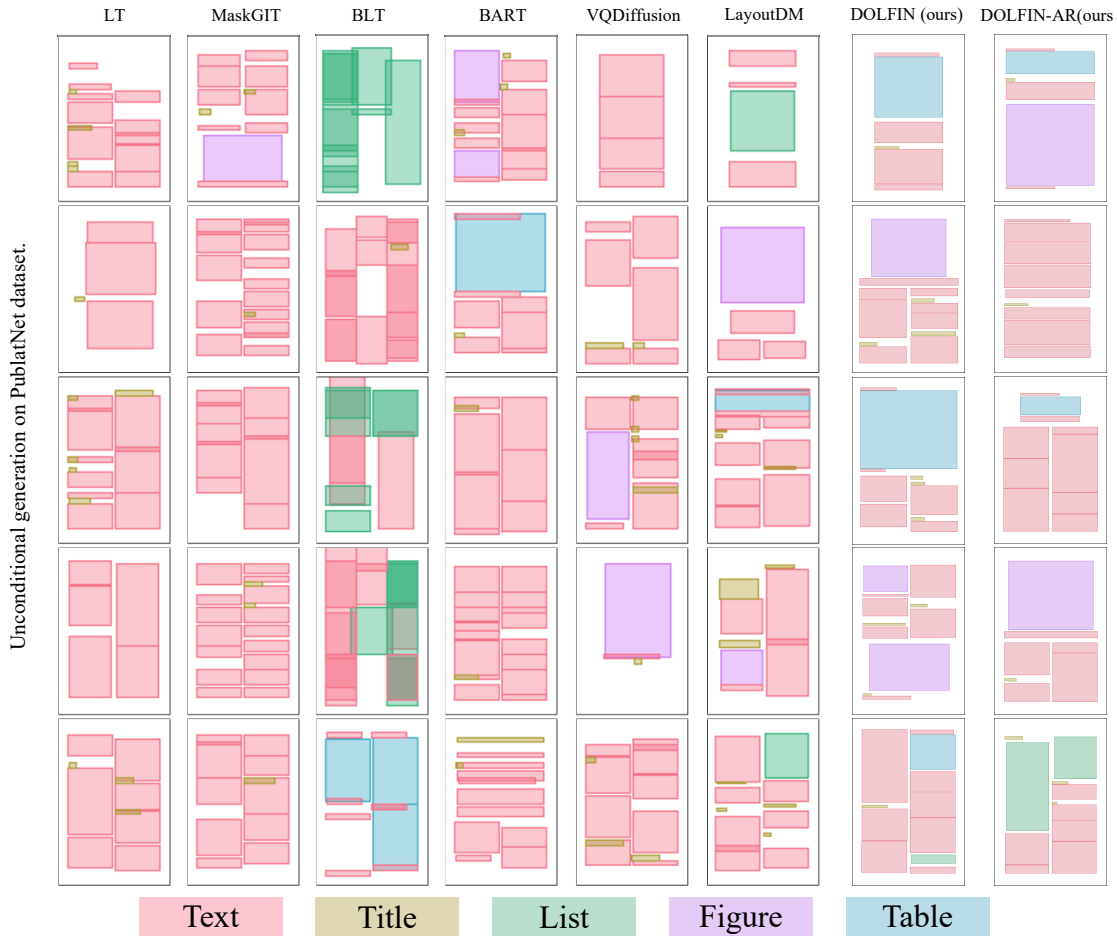 LT MaskGIT BLT BART VQDiffusion LayoutDM DOLFIN (ours) DOLFIN-AR(ours
Unconditional generation on PublatNet dataset.
Text Title List Figure Table